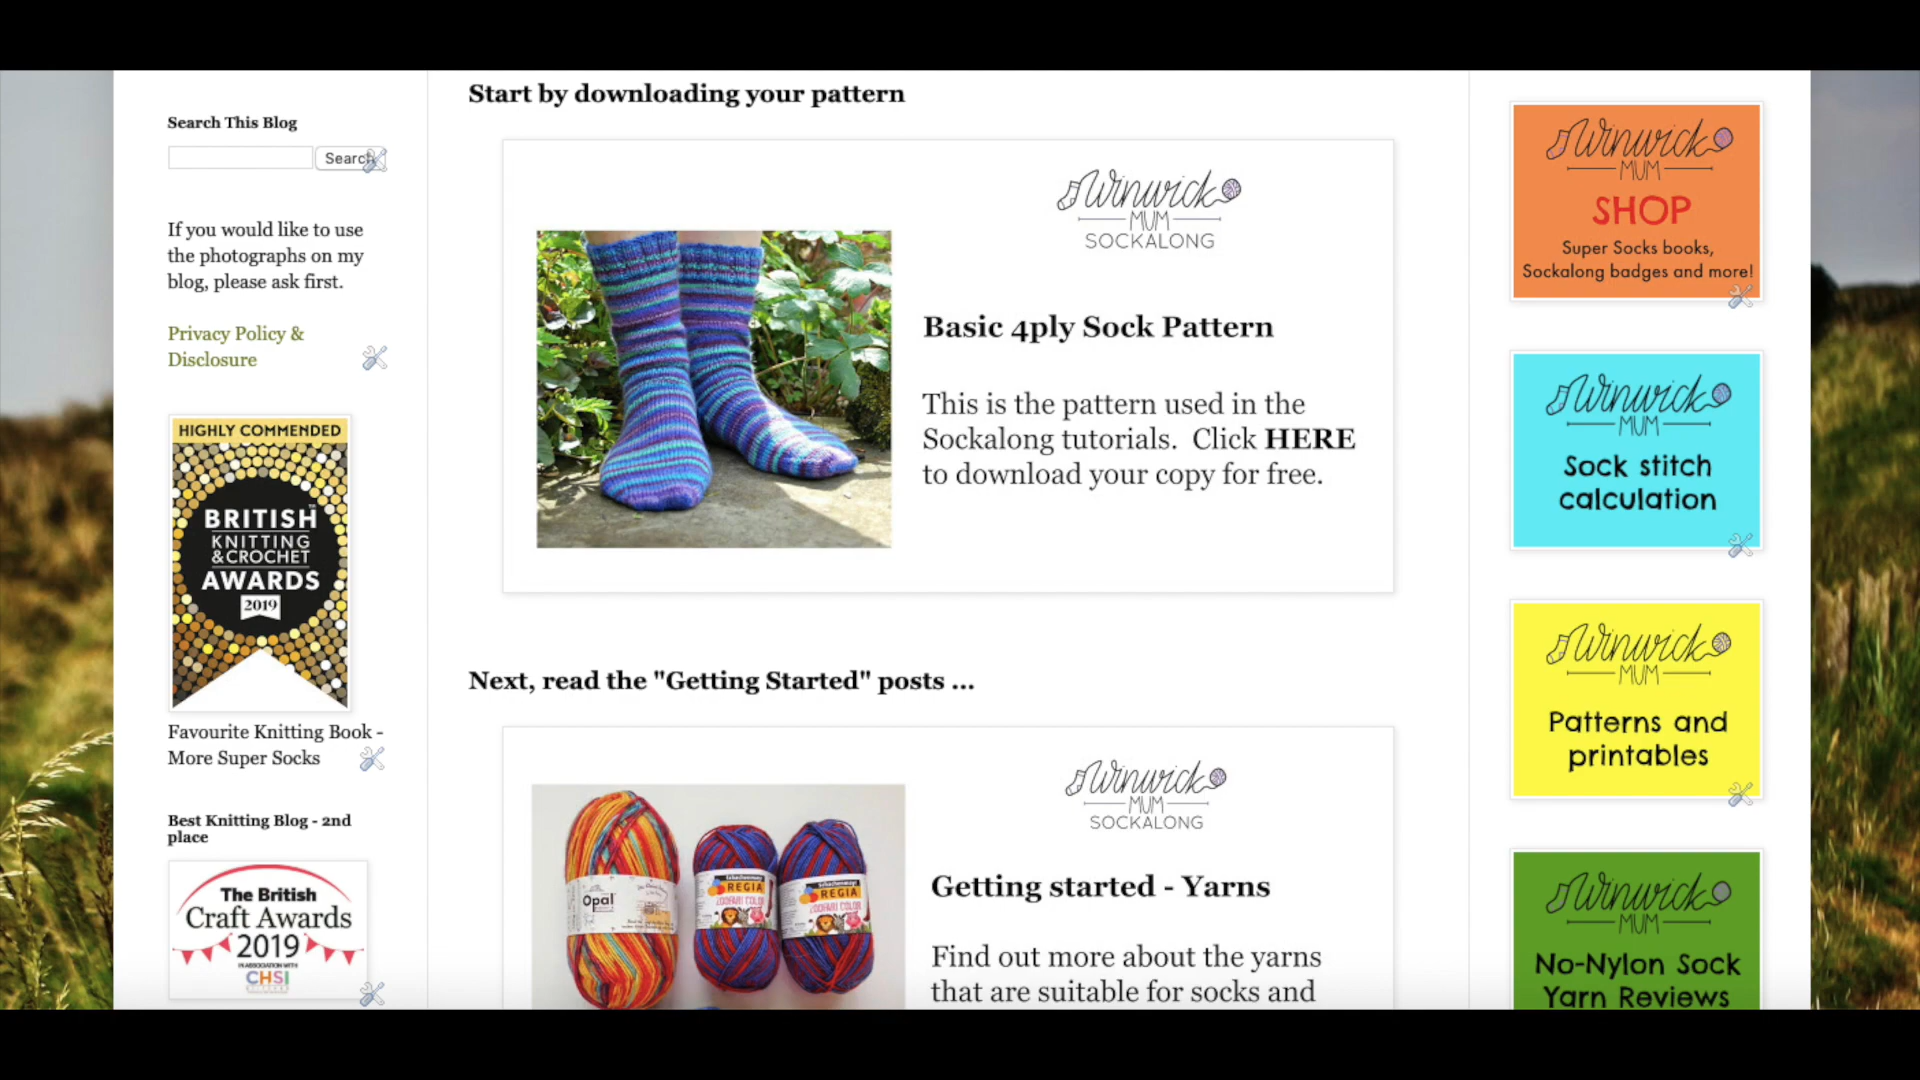 Search This Blog
Search
If you would like to use
the photographs on my
blog, please ask first.
Privacy Policy &
Disclosure
HIGHLY COMMENDED
BRITISH
KNITTING
& CROCHET
AWARDS
2019
Favourite Knitting Book -
More Super Socks
Best Knitting Blog - 2nd
place
The British
Craft Awards
2019
IN ASSOCIATION WITH
CHSI
Start by downloading your pattern
Winwick
MUM
SOCKALONG
Basic 4ply Sock Pattern
This is the pattern used in the
Sockalong tutorials. Click HERE
to download your copy for free.
Next, read the "Getting Started" posts ...
Winwick
MUM
SOCKALONG
Opal
REGIA
REGIA
Getting started - Yarns
Find out more about the yarns
that are suitable for socks and
Winwick
MUM
SHOP
Super Socks books,
Sockalong badges and more!
Winwick
MUM
Sock stitch
calculation
Winwick
MUM
Patterns and
printables
Winwick
MUM
No-Nylon Sock
Yarn Reviews